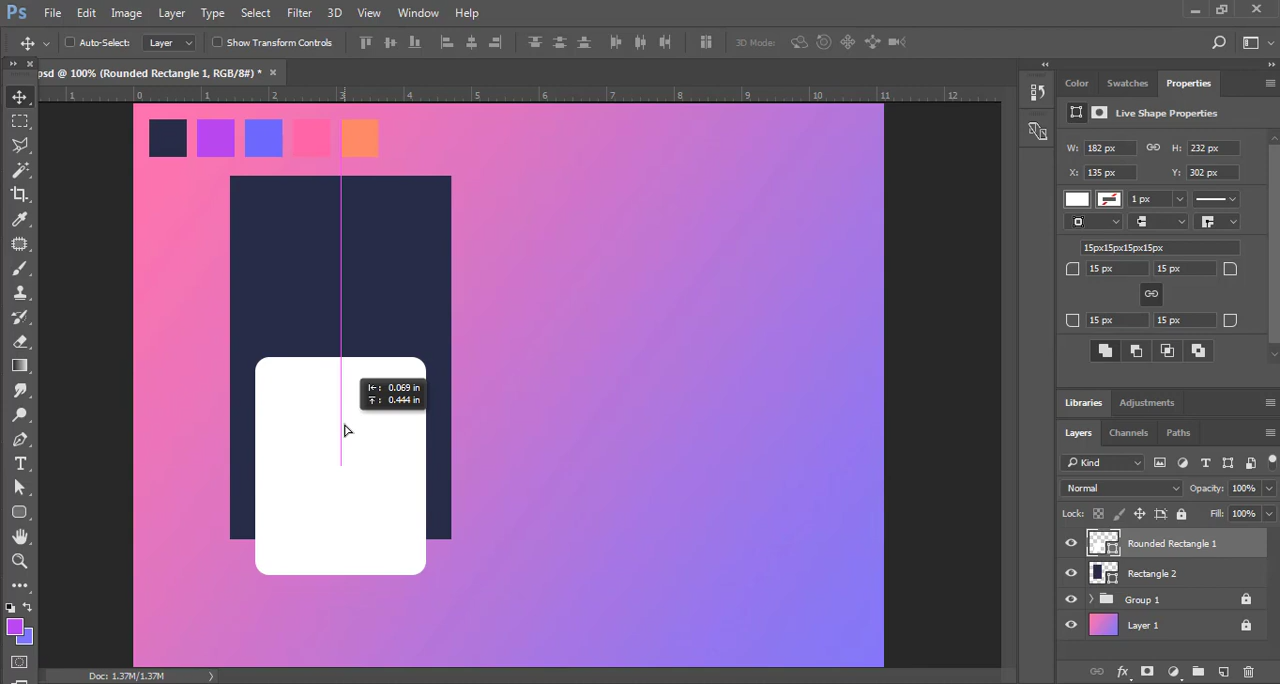 Ps File Edit Image Layer Type Select Filter 3D View Window Help
Auto-Select: Layer Show Transform Controls 3D Mode:
psd @ 100% (Rounded Rectangle 1, RGB/8#) * ×
1 0 1 2 3 4 5 6 7 8 9 10 11 12
Color Swatches Properties
Live Shape Properties
W: 182 px H: 232 px
X: 135 px Y: 302 px
1 px
15px15px15px15px
15 px 15 px
15 px 15 px
0.069 in
0.444 in
Libraries Adjustments
Layers Channels Paths
Kind
Normal Opacity: 100%
Lock: Fill: 100%
Rounded Rectangle 1
Rectangle 2
Group 1
Layer 1
fx
Doc: 1.37M/1.37M